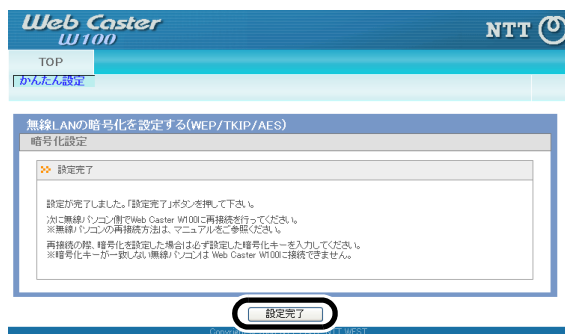 Web Caster
W100
NTT
TOP
かんたん設定
無線LANの暗号化を設定する(WEP/TKIP/AES)
暗号化設定
設定完了
設定が完了しました。「設定完了」ボタンを押して下さい。
次に無線パソコン側でWeb Caster W100に再接続を行ってください。
※無線パソコンの再接続方法は、マニュアルをご参照ください。
再接続の際、暗号化を設定した場合は必ず設定した暗号化キーを入力してください。
※暗号化キーが一致しない無線パソコンは Web Caster W100に接続できません。
設定完了
WEST